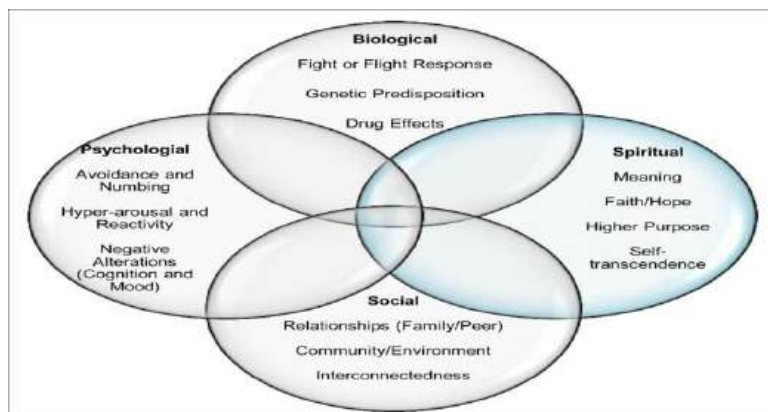 Biological
Fight or Flight Response
Genetic Predisposition
Drug Effects
Psychologial
Avoidance and
Numbing
Hyper-arousal and
Reactivity
Negative
Alterations
(Cognition and
Mood)
Spiritual
Meaning
Faith/Hope
Higher Purpose
Self-
transcendence
Social
Relationships (Family/Peer)
Community/Environment
Interconnectedness